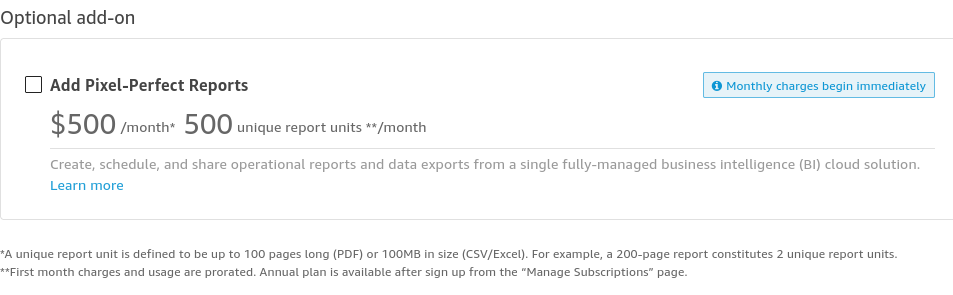 Optional add-on
Add Pixel-Perfect Reports
Monthly charges begin immediately
$500 /month* 500 unique report units **/month
Create, schedule, and share operational reports and data exports from a single fully-managed business intelligence (BI) cloud solution.
Learn more
*A unique report unit is defined to be up to 100 pages long (PDF) or 100MB in size (CSV/Excel). For example, a 200-page report constitutes 2 unique report units.
**First month charges and usage are prorated. Annual plan is available after sign up from the “Manage Subscriptions” page.